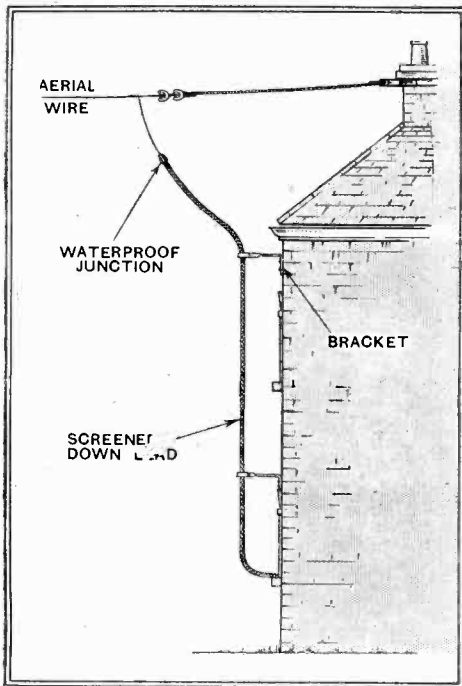 AERIAL
WIRE
WATERPROOF
JUNCTION
BRACKET
SCREENED
DOWN LEAD